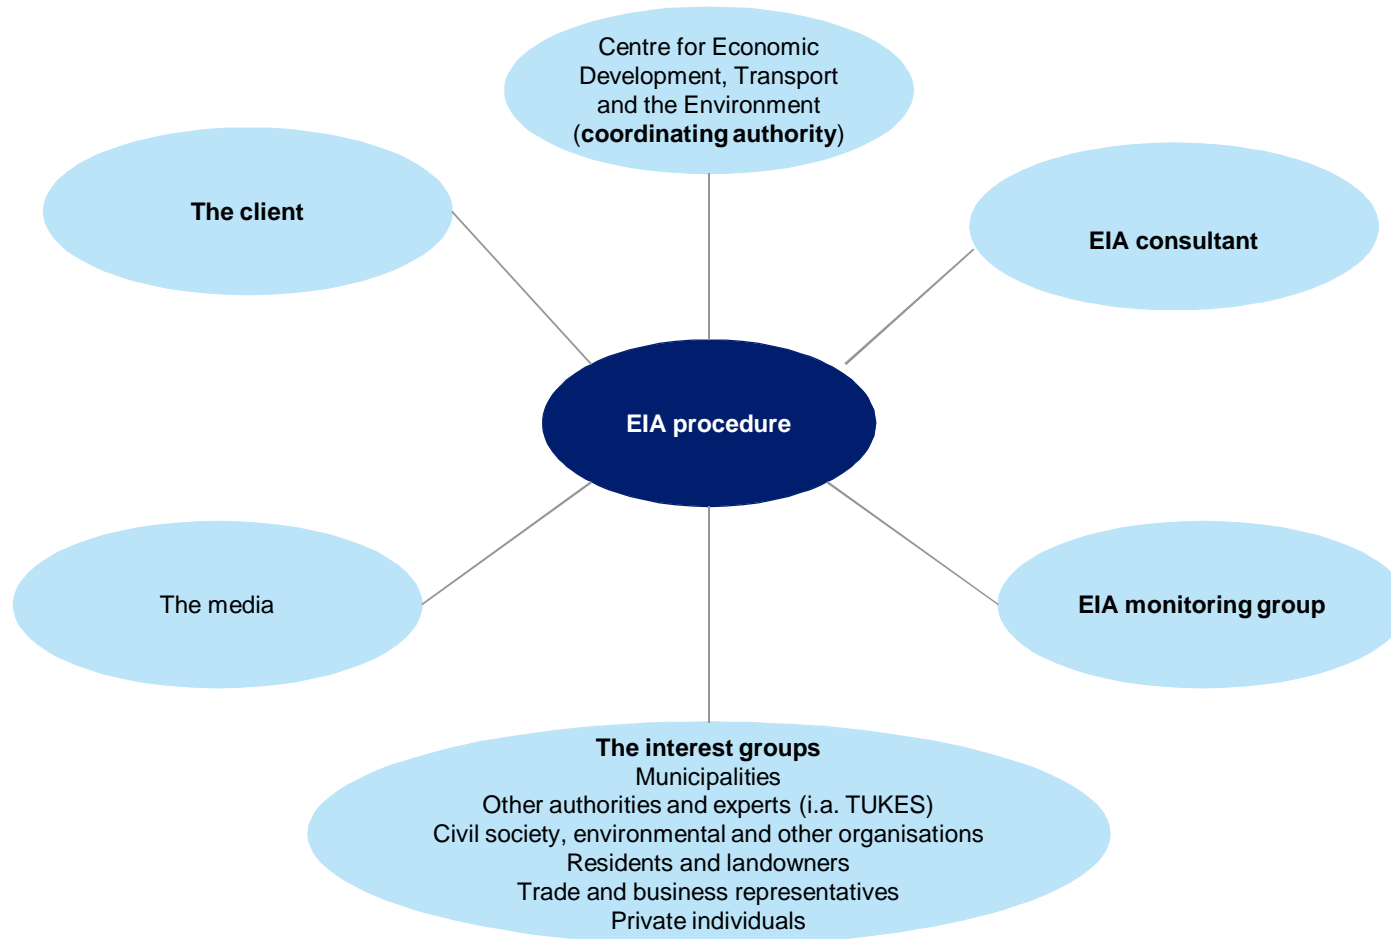 Centre for Economic
Development, Transport
and the Environment
(coordinating authority)
The client
EIA consultant
EIA procedure
The media
EIA monitoring group
The interest groups
Municipalities
Other authorities and experts (i.a. TUKES)
Civil society, environmental and other organisations
Residents and landowners
Trade and business representatives
Private individuals